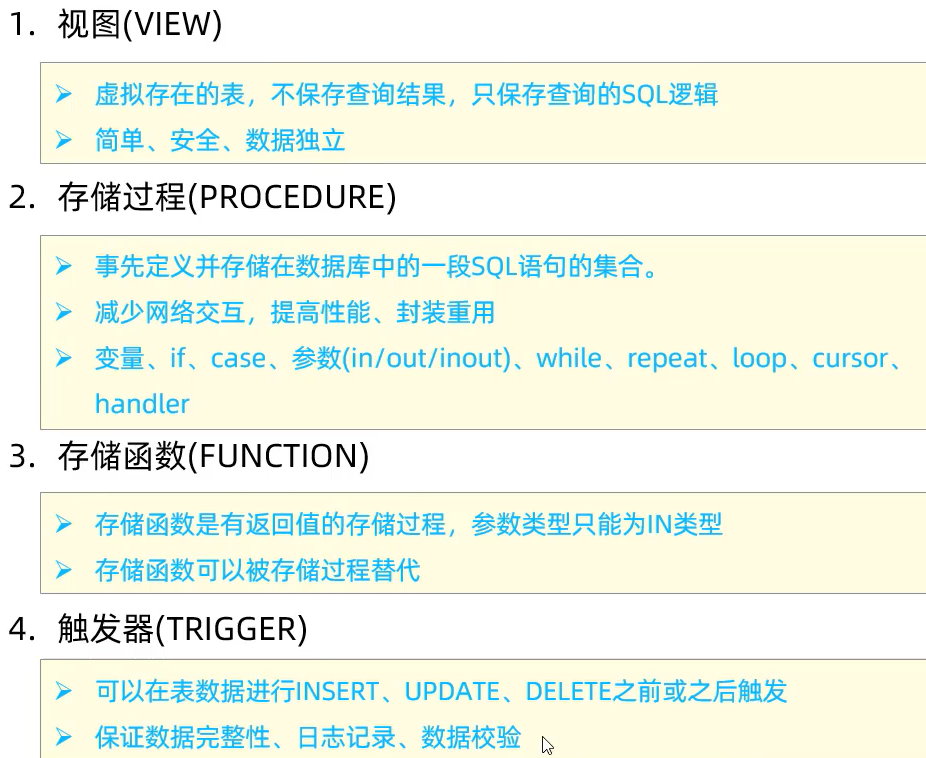 1. 视图(VIEW)
➢ 虚拟存在的表，不保存查询结果，只保存查询的SQL逻辑
➢ 简单、安全、数据独立
2. 存储过程(PROCEDURE)
➢ 事先定义并存储在数据库中的一段SQL语句的集合。
➢ 减少网络交互，提高性能、封装重用
➢ 变量、if、case、参数(in/out/inout)、while、repeat、loop、cursor、
handler
3. 存储函数(FUNCTION)
➢ 存储函数是有返回值的存储过程，参数类型只能为IN类型
➢ 存储函数可以被存储过程替代
4. 触发器(TRIGGER)
➢ 可以在表数据进行INSERT、UPDATE、DELETE之前或之后触发
➢ 保证数据完整性、日志记录、数据校验